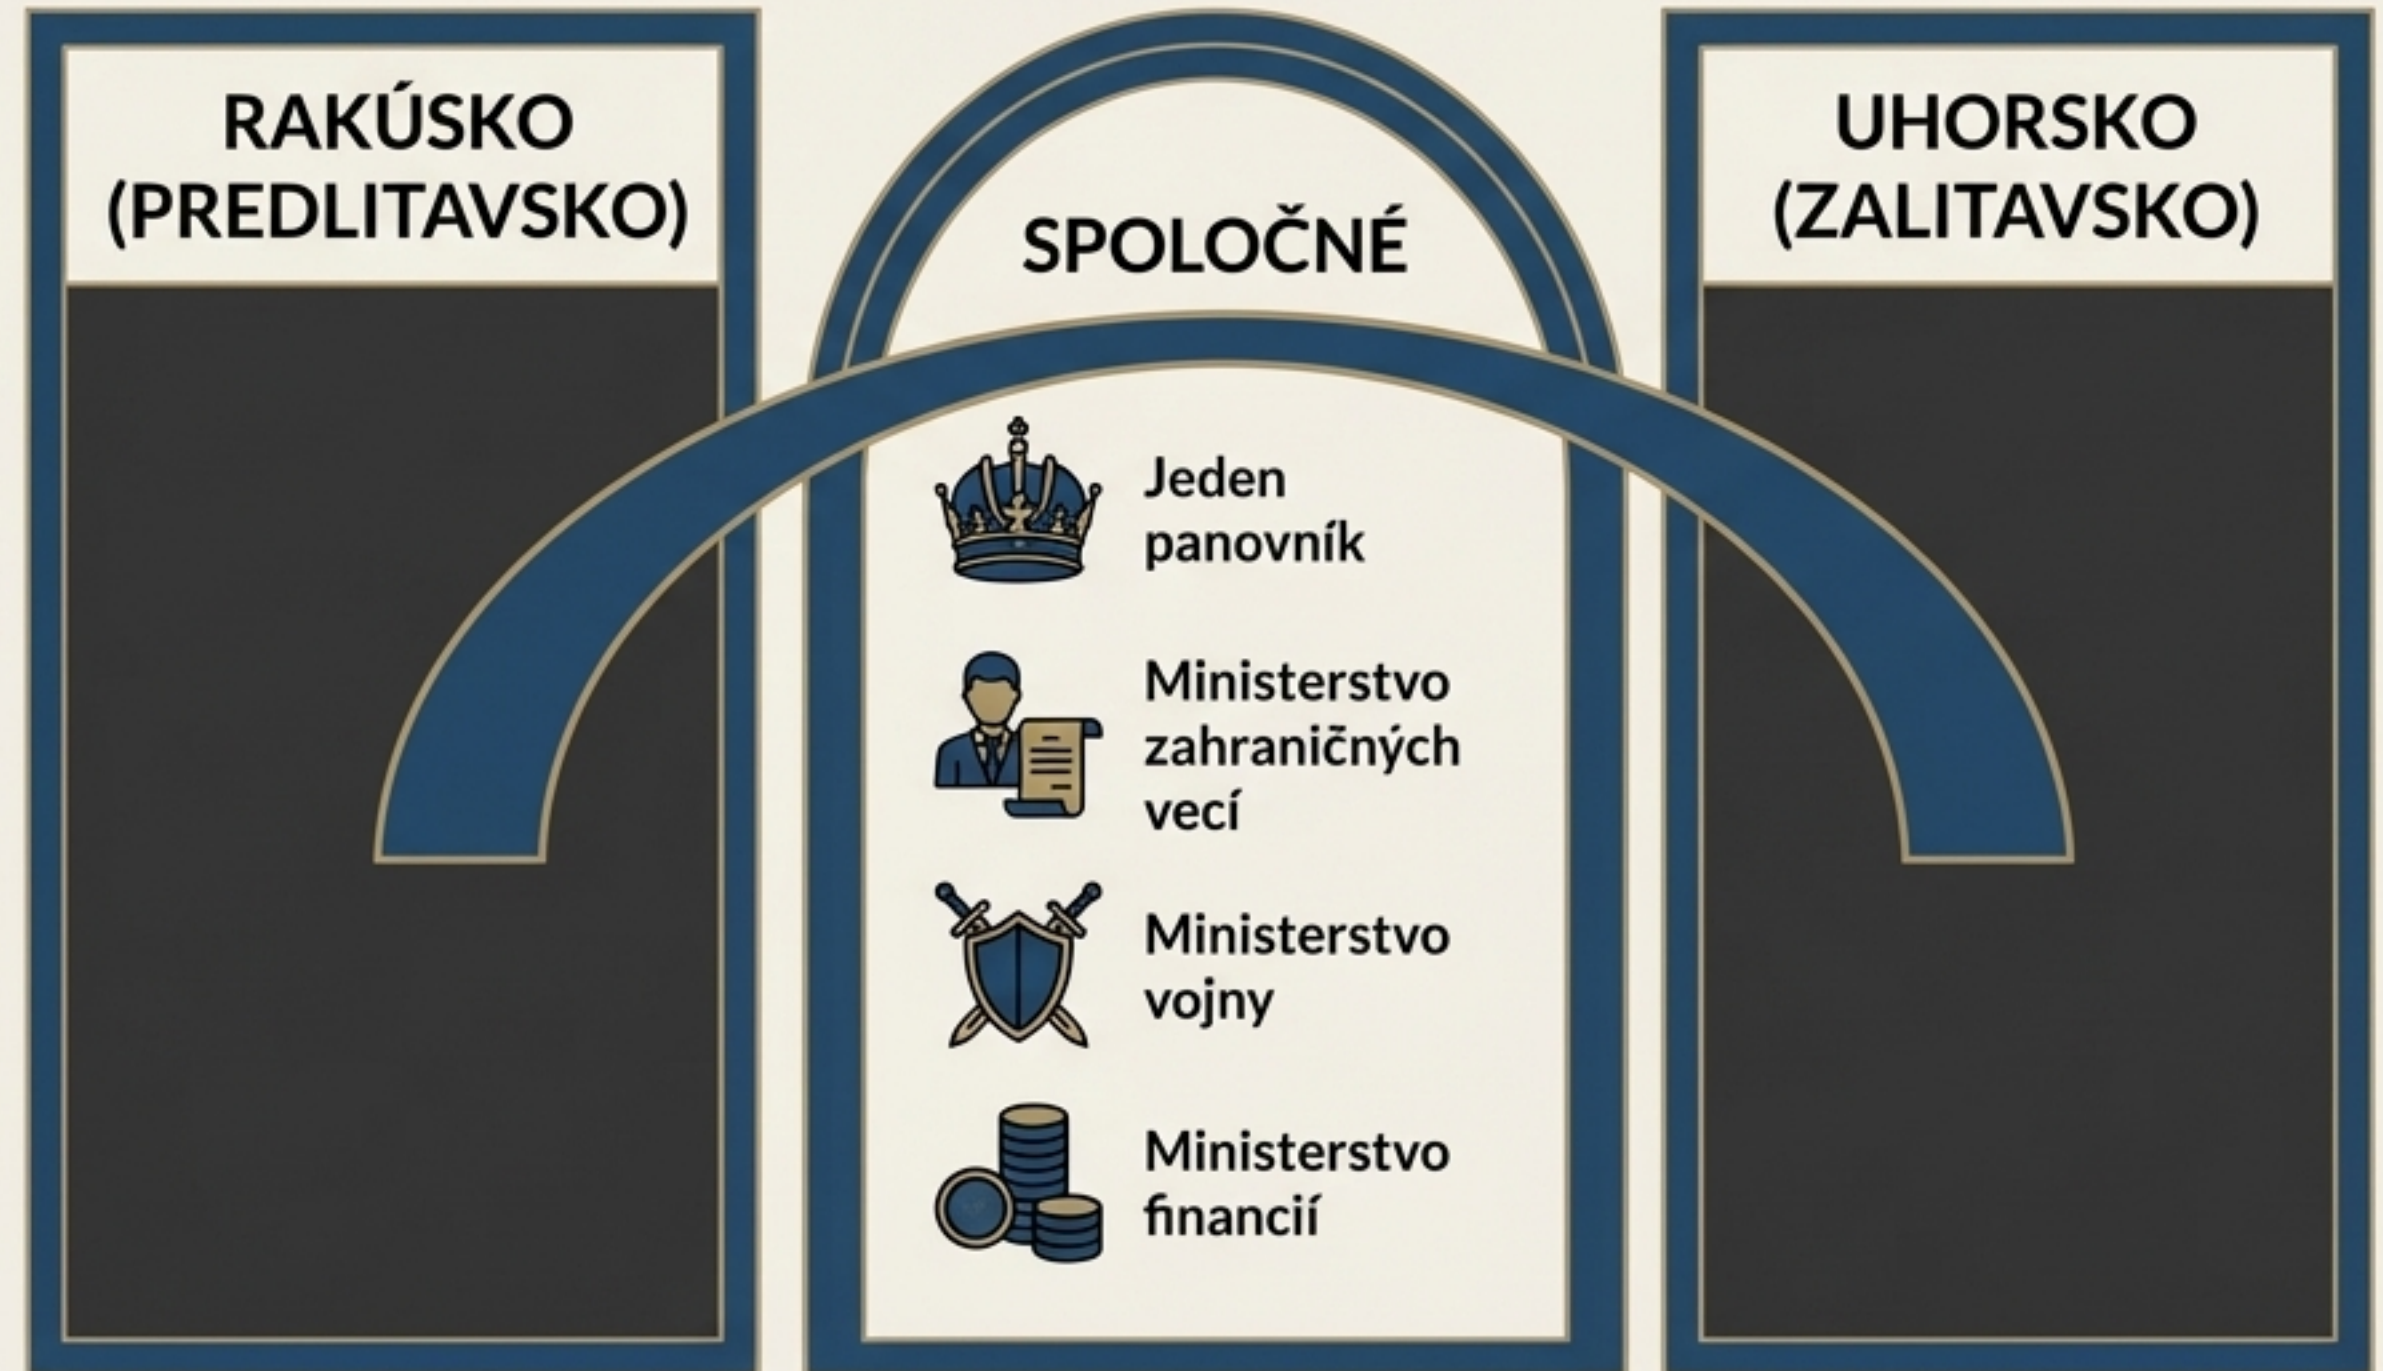 RAKÚSKO
(PREDLITAVSKO)
SPOLOČNÉ
Jeden
panovník
Ministerstvo
zahraničných
vecí
Ministerstvo
vojny
Ministerstvo
financií
UHORSKO
(ZALITAVSKO)